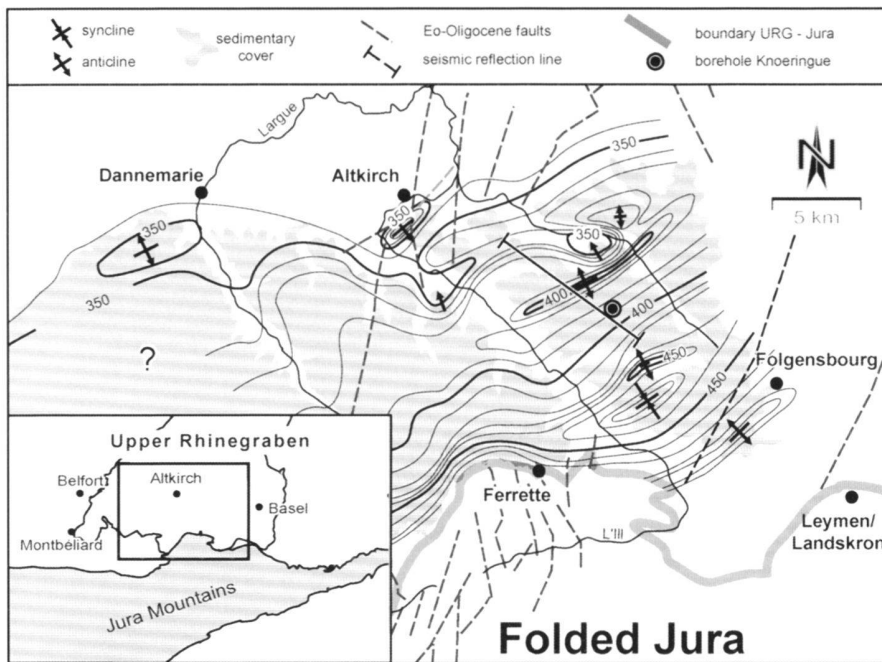 syncline
anticline
sedimentary
cover
Eo-Oligocene faults
seismic reflection line
boundary URG - Jura
borehole Knoeringue
Largue
Dannemarie
Altkirch
N
5 km
350
350
350
350
350
350
400
400
450
450
?
Folgensbourg
Ferrette
L'Ill
Leymen/
Landskron
Folded Jura
Upper Rhinegraben
Belfort
Altkirch
Basel
Montbéliard
Jura Mountains